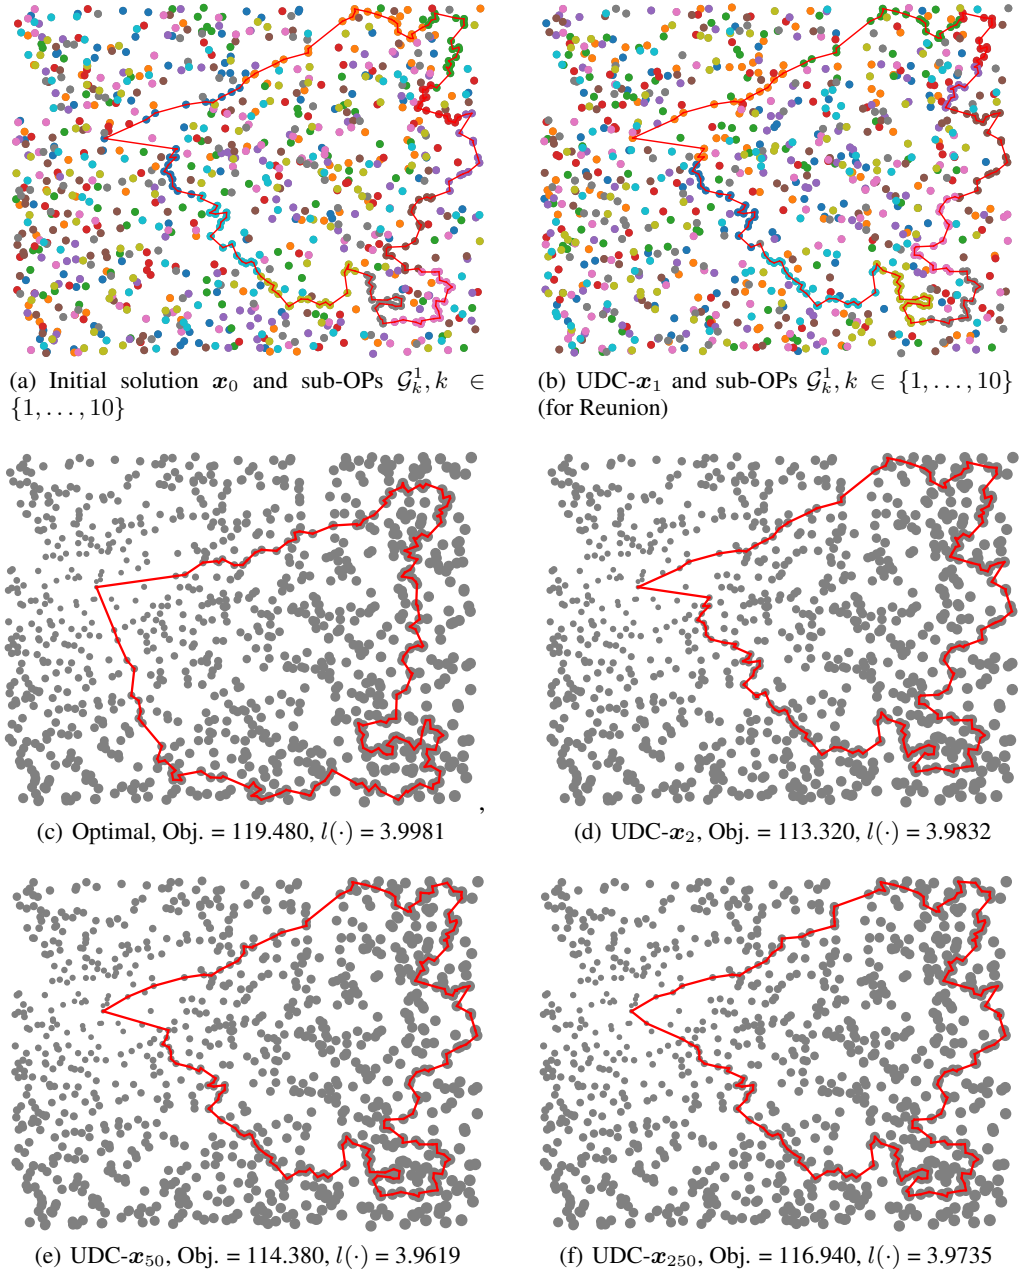 (a) Initial solution 𝒙₀ and sub-OPs 𝒢ₖ¹, k ∈
{1, . . . , 10}
(b) UDC-𝒙₁ and sub-OPs 𝒢ₖ¹, k ∈ {1, . . . , 10}
(for Reunion)
,
(c) Optimal, Obj. = 119.480, l(·) = 3.9981
(d) UDC-𝒙₂, Obj. = 113.320, l(·) = 3.9832
(e) UDC-𝒙₅₀, Obj. = 114.380, l(·) = 3.9619
(f) UDC-𝒙₂₅₀, Obj. = 116.940, l(·) = 3.9735